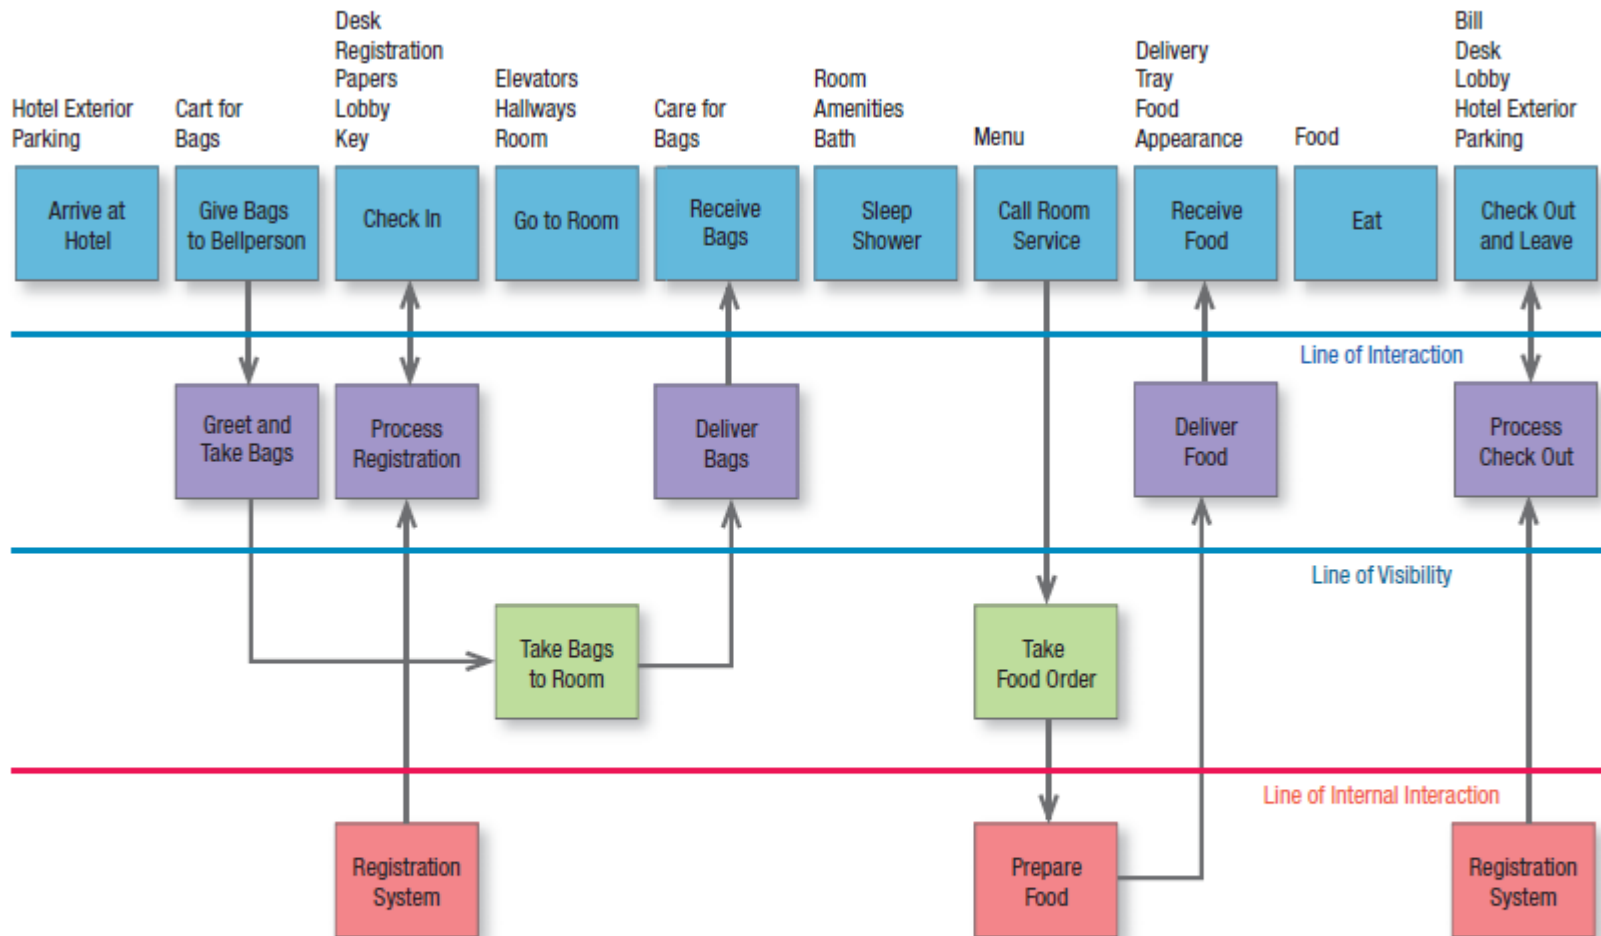 Hotel Exterior
Parking
Cart for
Bags
Desk
Registration
Papers
Lobby
Key
Elevators
Hallways
Room
Care for
Bags
Room
Amenities
Bath
Menu
Delivery
Tray
Food
Appearance
Food
Bill
Desk
Lobby
Hotel Exterior
Parking
Arrive at
Hotel
Give Bags
to Bellperson
Check In
Go to Room
Receive
Bags
Sleep
Shower
Call Room
Service
Receive
Food
Eat
Check Out
and Leave
Line of Interaction
Greet and
Take Bags
Process
Registration
Deliver
Bags
Deliver
Food
Process
Check Out
Line of Visibility
Take Bags
to Room
Take
Food Order
Line of Internal Interaction
Registration
System
Prepare
Food
Registration
System